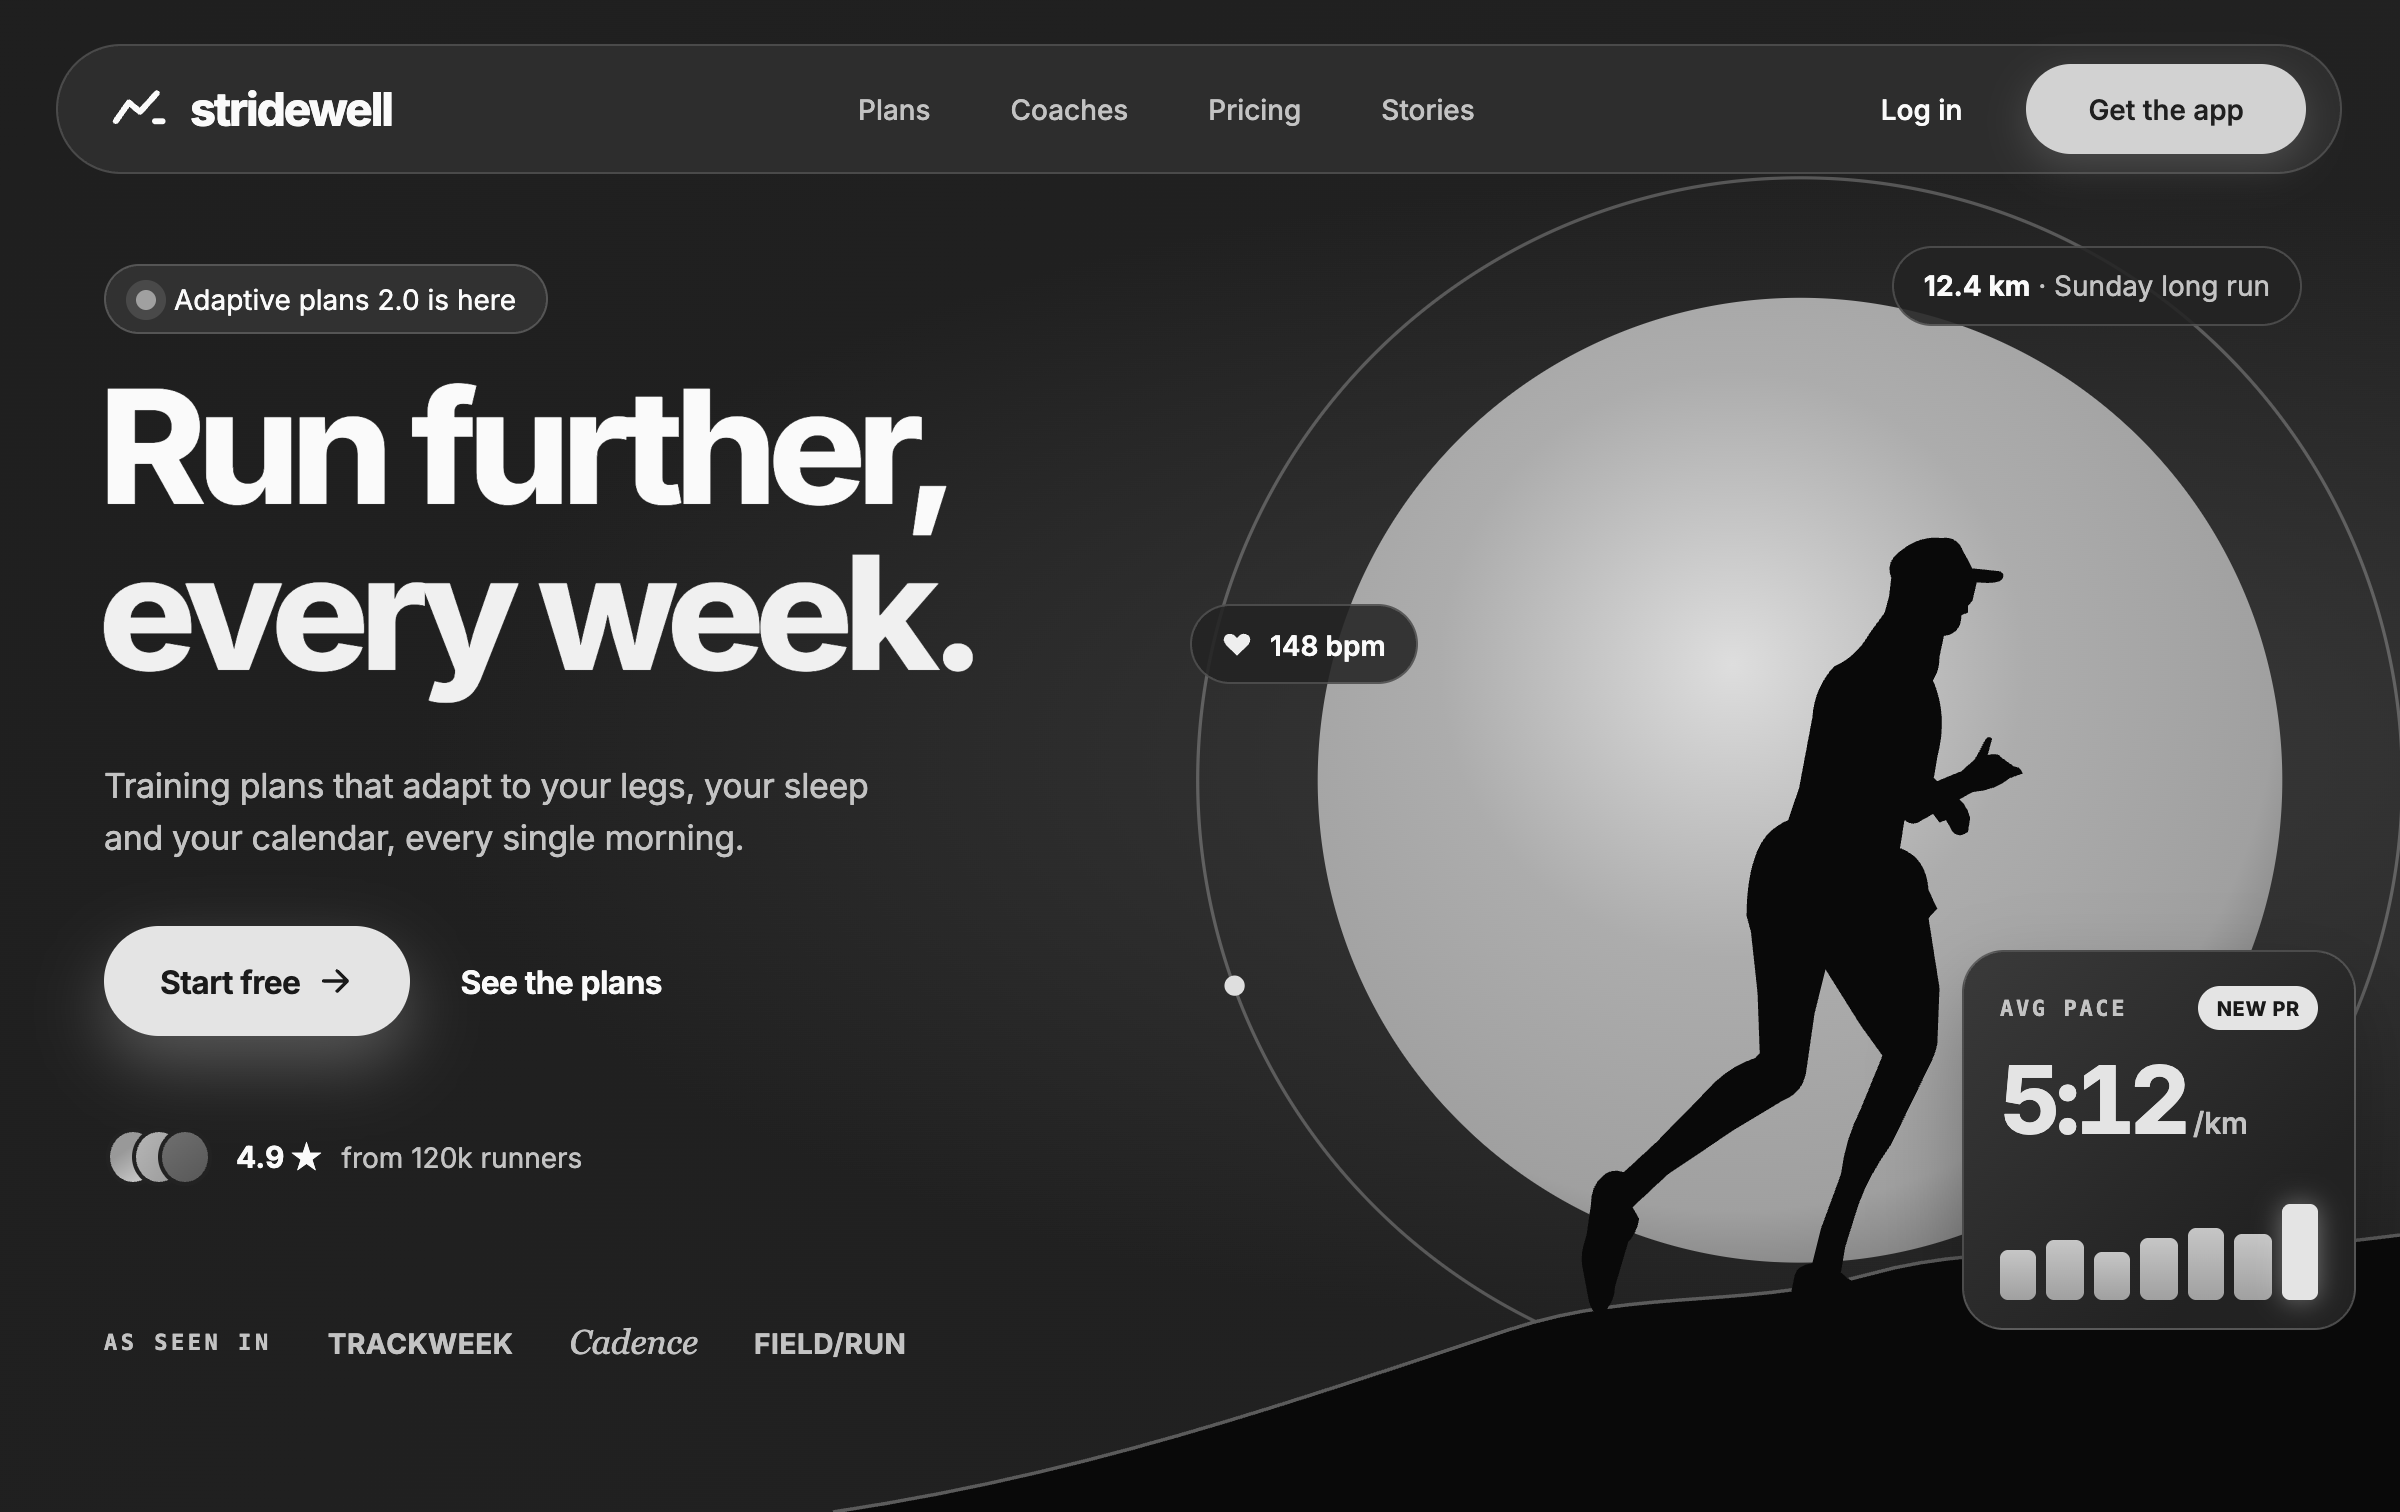 stridewell
Plans
Coaches
Pricing
Stories
Log in
Get the app
Adaptive plans 2.0 is here
12.4 km · Sunday long run
Run further,
every week.
148 bpm
Training plans that adapt to your legs, your sleep
and your calendar, every single morning.
Start free →
See the plans
AVG PACE
NEW PR
5:12/km
4.9 ★ from 120k runners
AS SEEN IN
TRACKWEEK
Cadence
FIELD/RUN